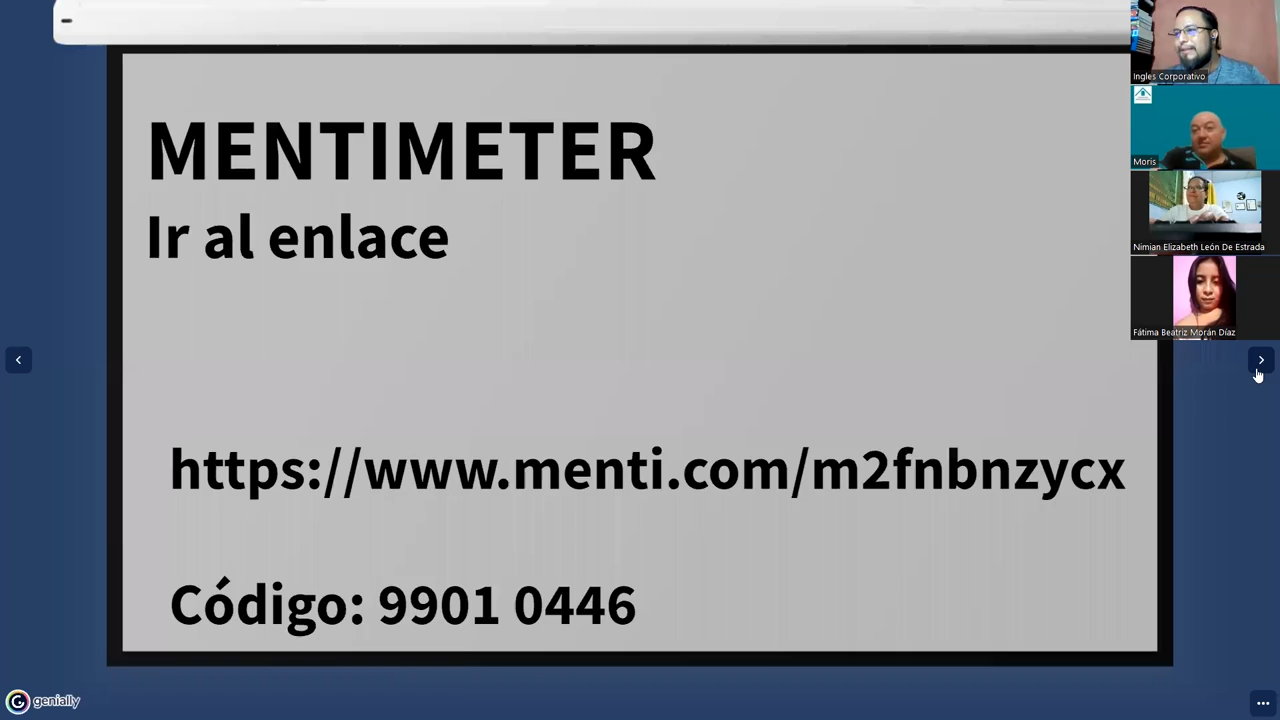 MENTIMETER
Ir al enlace
https://www.menti.com/m2fnbnzycx
Código: 9901 0446
Ingles Corporativo
Moris
Nimian Elizabeth León De Estrada
Fátima Beatriz Morán Díaz
genially